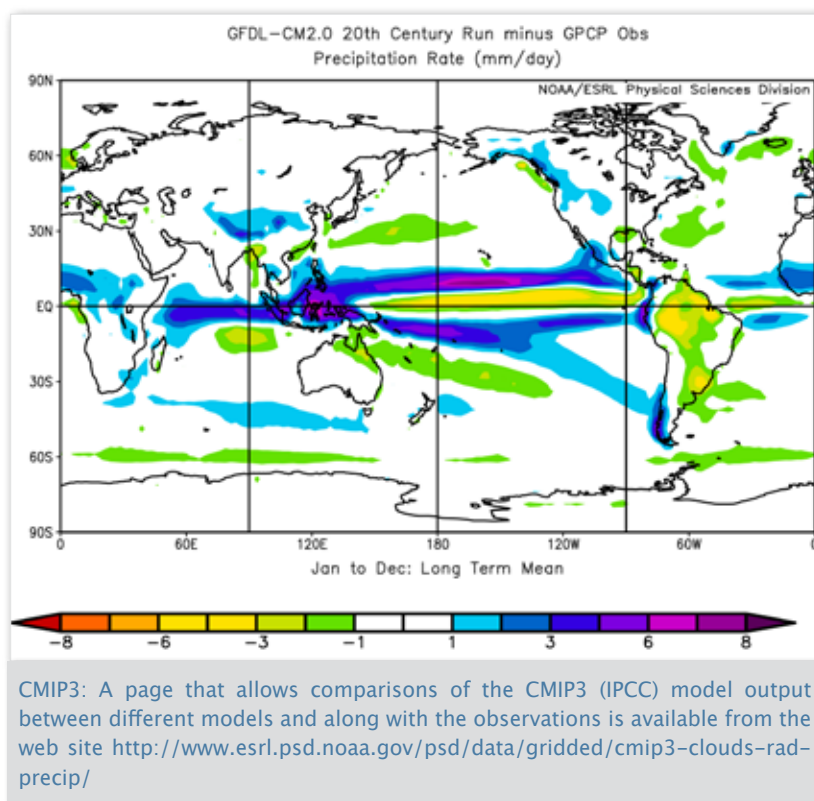 GFDL-CM2.0 20th Century Run minus GPCP Obs
Precipitation Rate (mm/day)
NOAA/ESRL Physical Sciences Division
90N
60N
30N
EQ
30S
60S
90S
0 60E 120E 180 120W 60W 0
Jan to Dec: Long Term Mean
-8 -6 -3 -1 1 3 6 8
CMIP3: A page that allows comparisons of the CMIP3 (IPCC) model output
between different models and along with the observations is available from the
web site http://www.esrl.psd.noaa.gov/psd/data/gridded/cmip3-clouds-rad-
precip/